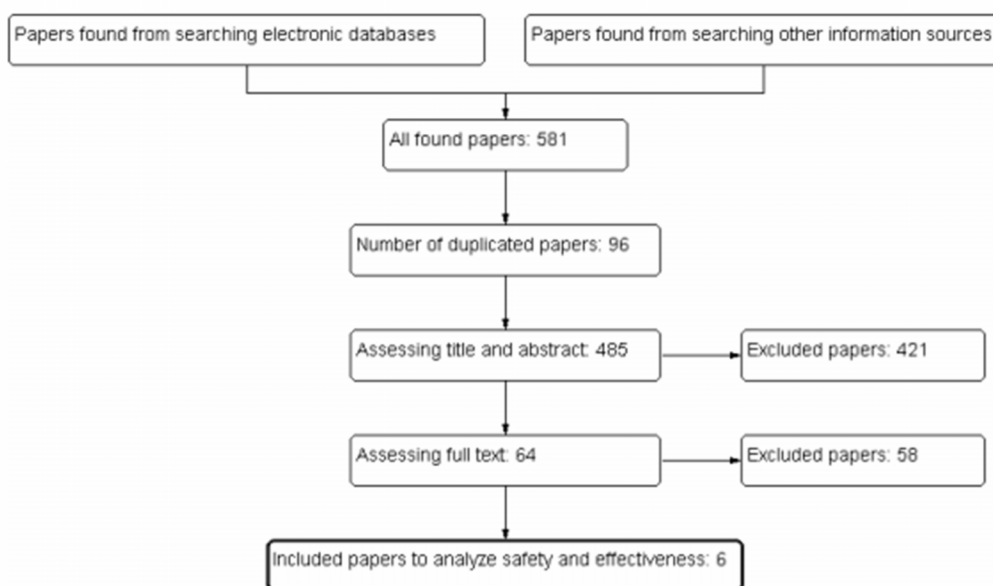 Papers found from searching electronic databases
Papers found from searching other information sources
All found papers: 581
Number of duplicated papers: 96
Assessing title and abstract: 485
Excluded papers: 421
Assessing full text: 64
Excluded papers: 58
Included papers to analyze safety and effectiveness: 6